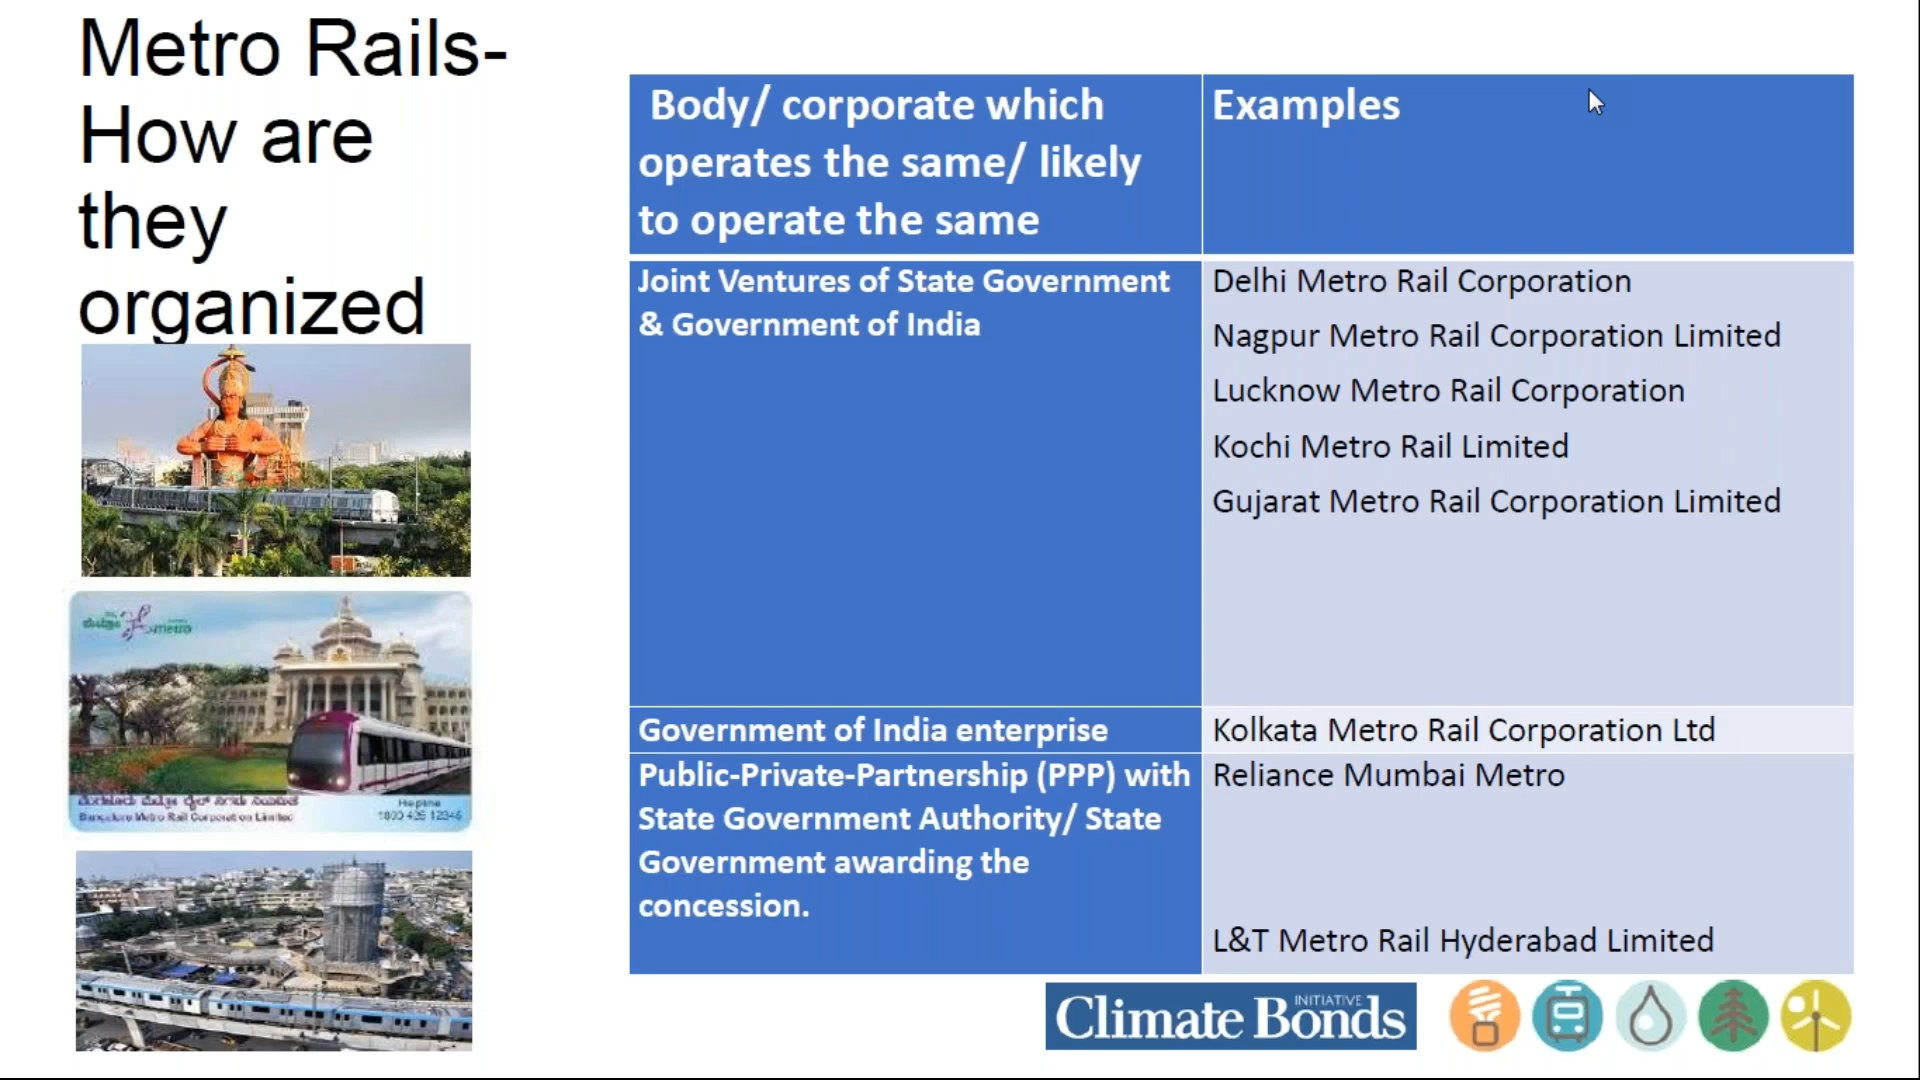 Metro Rails-
How are
they
organized
Body/ corporate which
operates the same/ likely
to operate the same
Examples
Joint Ventures of State Government
& Government of India
Delhi Metro Rail Corporation
Nagpur Metro Rail Corporation Limited
Lucknow Metro Rail Corporation
Kochi Metro Rail Limited
Gujarat Metro Rail Corporation Limited
Government of India enterprise
Kolkata Metro Rail Corporation Ltd
Public-Private-Partnership (PPP) with
State Government Authority/ State
Government awarding the
concession.
Reliance Mumbai Metro
L&T Metro Rail Hyderabad Limited
metro
Bangalore Metro Rail Corporation Limited
Helpline
1800 425 12345
Climate Bonds
INITIATIVE